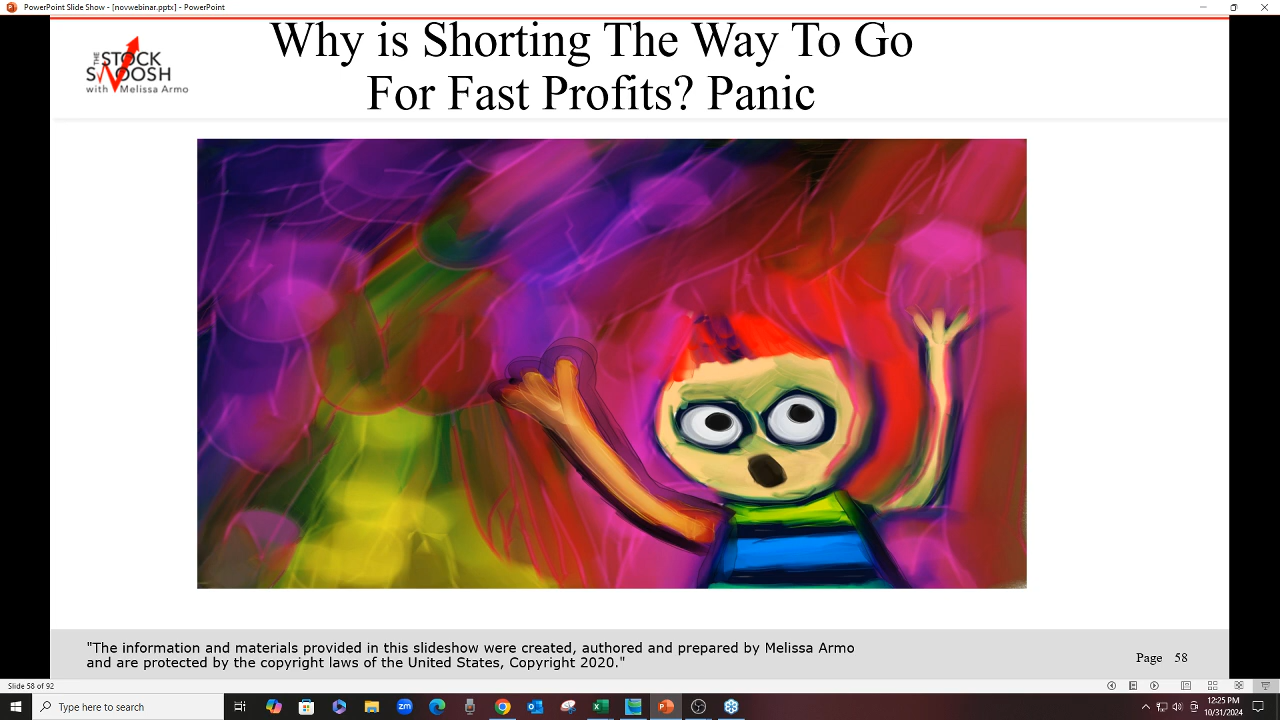 PowerPoint Slide Show - [novwebinar.pptx] - PowerPoint
Why is Shorting The Way To Go
For Fast Profits? Panic
THE
STOCK
SWOOSH
with Melissa Armo
"The information and materials provided in this slideshow were created, authored and prepared by Melissa Armo
and are protected by the copyright laws of the United States, Copyright 2020."
Page 58
Slide 58 of 92
Type here to search
zm
12:25 PM
10/31/2024